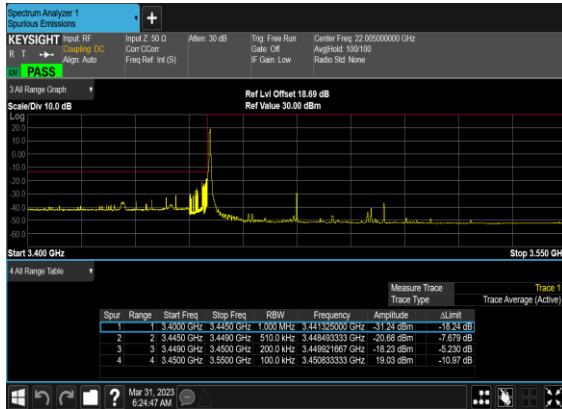 Spectrum Analyzer 1
Spurious Emissions
+
KEYSIGHT Input: RF Input Z: 50 Ω Atten: 30 dB Trig: Free Run Center Freq: 22.005000000 GHz
R T Coupling: DC Corr CCorr Gate: Off Avg|Hold: 100/100
Align: Auto Freq Ref: Int (S) IF Gain: Low Radio Std: None
PASS
3 All Range Graph
Ref Lvl Offset 18.69 dB
Scale/Div 10.0 dB Ref Value 30.00 dBm
Log
20.0
10.0
0.00
-10.0
-20.0
-30.0
-40.0
-50.0
-60.0
Start 3.400 GHz Stop 3.550 GH
4 All Range Table
Measure Trace Trace 1
Trace Type Trace Average (Active)
Spur Range Start Freq Stop Freq RBW Frequency Amplitude ΔLimit
1 1 3.4000 GHz 3.4450 GHz 1.000 MHz 3.441325000 GHz -31.24 dBm -18.24 dB
2 2 3.4450 GHz 3.4490 GHz 510.0 kHz 3.448493333 GHz -20.68 dBm -7.679 dB
3 3 3.4490 GHz 3.4500 GHz 200.0 kHz 3.449921667 GHz -18.23 dBm -5.230 dB
4 4 3.4500 GHz 3.5500 GHz 100.0 kHz 3.450833333 GHz 19.03 dBm -10.97 dB
? Mar 31, 2023
6:24:47 AM